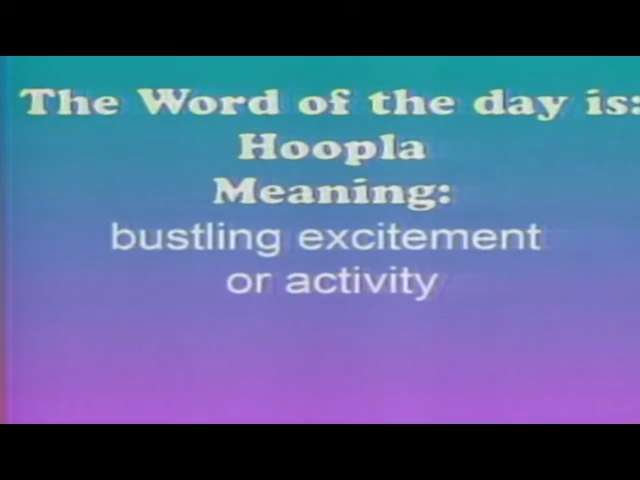 The Word of the day is:
Hoopla
Meaning:
bustling excitement
or activity